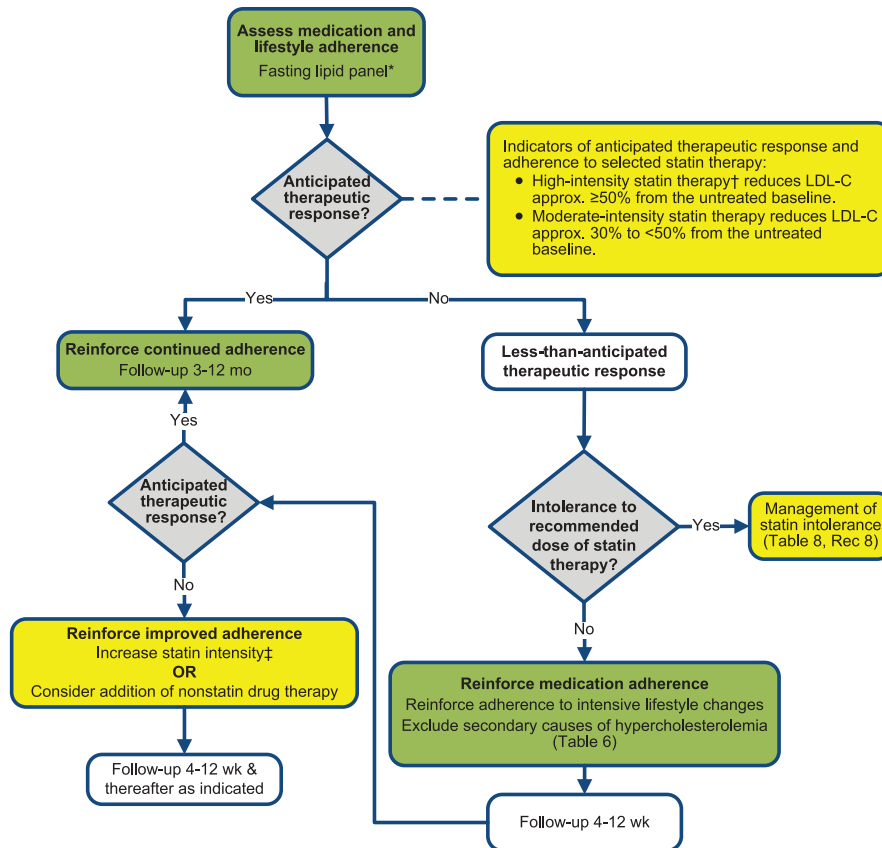 Assess medication and
lifestyle adherence
Fasting lipid panel*
Anticipated
therapeutic
response?
Indicators of anticipated therapeutic response and
adherence to selected statin therapy:
• High-intensity statin therapy† reduces LDL-C
approx. ≥50% from the untreated baseline.
• Moderate-intensity statin therapy reduces LDL-C
approx. 30% to <50% from the untreated
baseline.
Yes
No
Reinforce continued adherence
Follow-up 3-12 mo
Less-than-anticipated
therapeutic response
Yes
Anticipated
therapeutic
response?
Intolerance to
recommended
dose of statin
therapy?
Yes
Management of
statin intolerance
(Table 8, Rec 8)
No
No
Reinforce improved adherence
Increase statin intensity‡
OR
Consider addition of nonstatin drug therapy
Reinforce medication adherence
Reinforce adherence to intensive lifestyle changes
Exclude secondary causes of hypercholesterolemia
(Table 6)
Follow-up 4-12 wk &
thereafter as indicated
Follow-up 4-12 wk